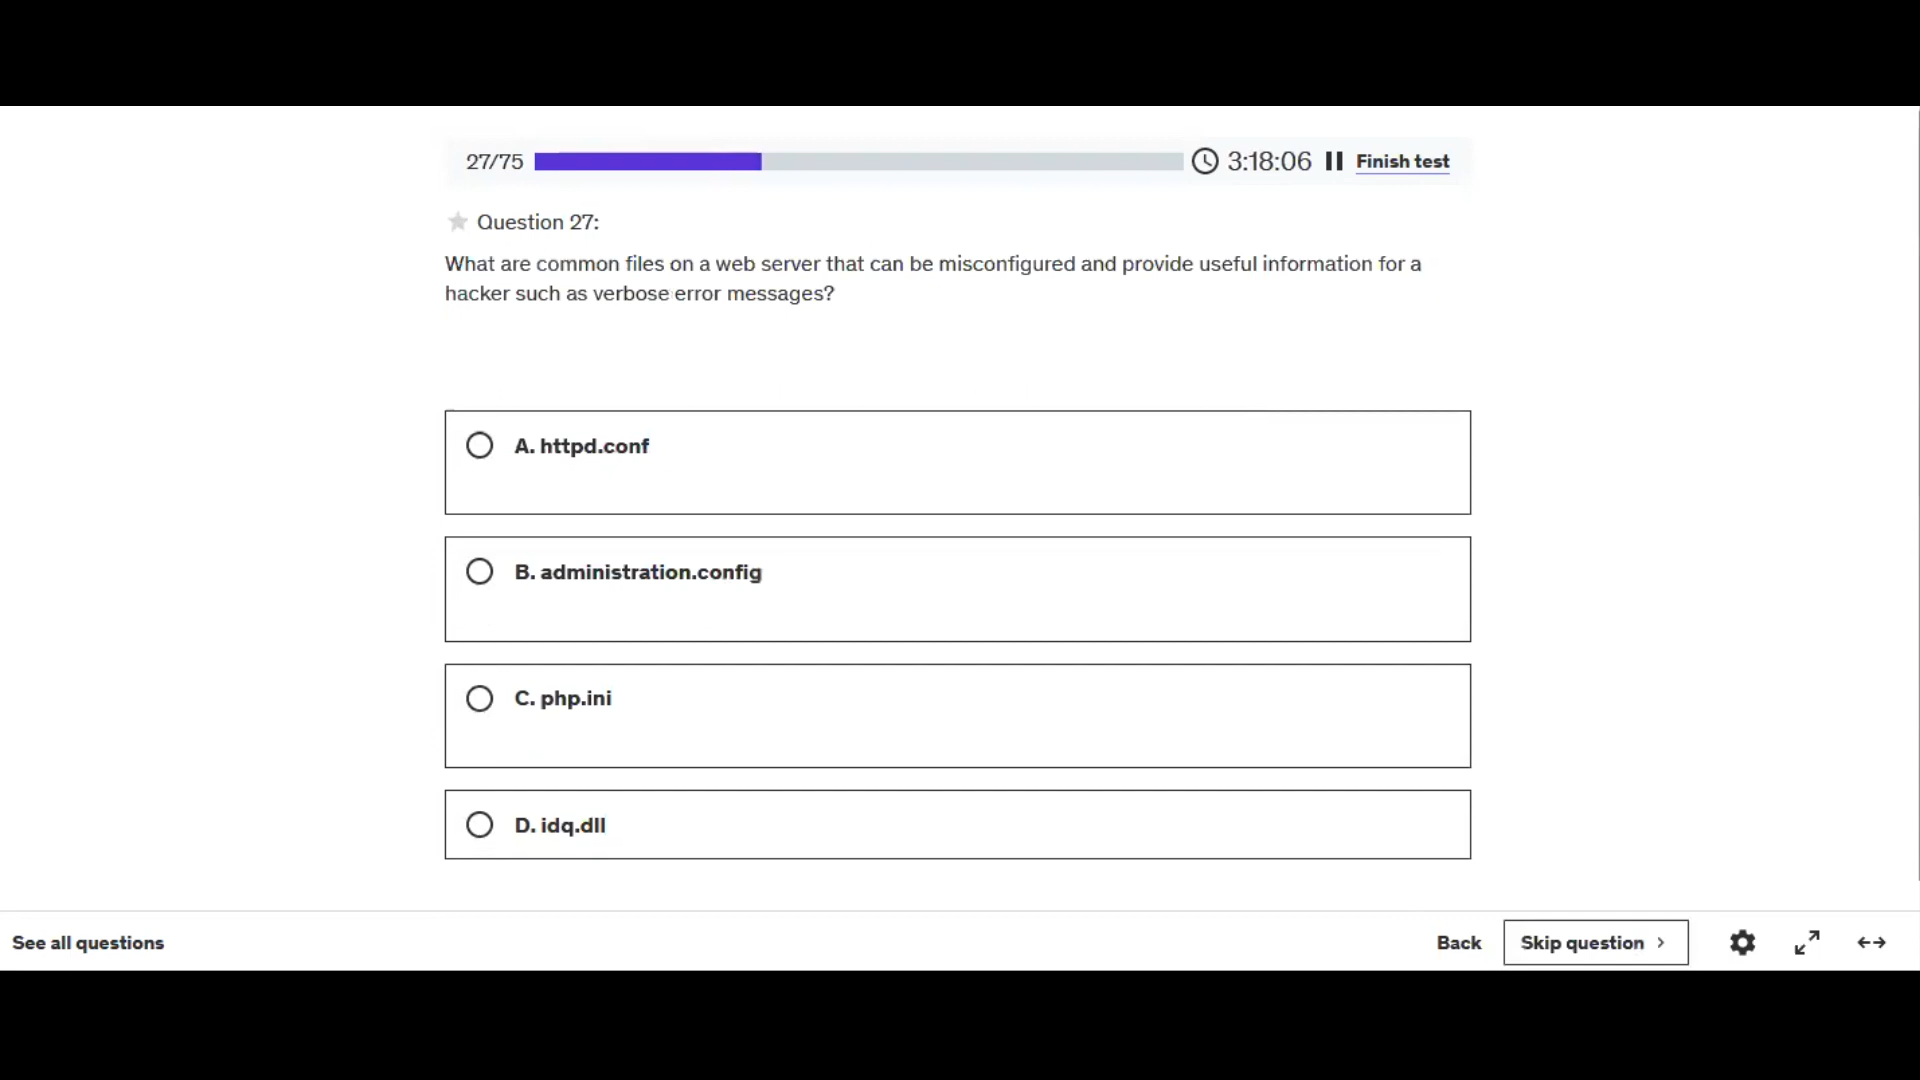 27/75 3:18:06 Finish test
Question 27:
What are common files on a web server that can be misconfigured and provide useful information for a
hacker such as verbose error messages?
A. httpd.conf
B. administration.config
C. php.ini
D. idq.dll
See all questions Back Skip question